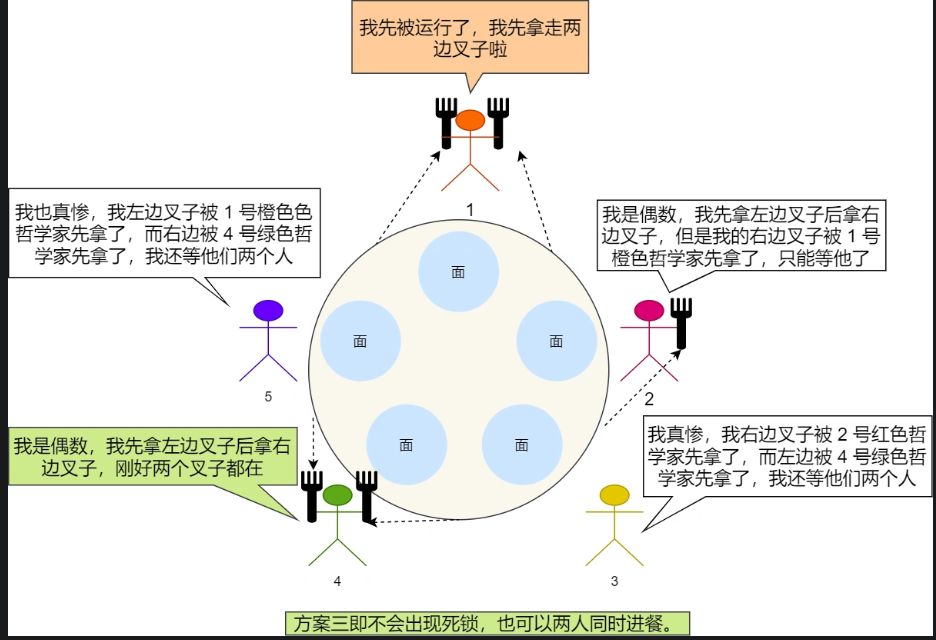 我先被运行了，我先拿走两
边叉子啦
1
我也真惨，我左边叉子被 1 号橙色色
哲学家先拿了，而右边被 4 号绿色哲
学家先拿了，我还等他们两个人
我是偶数，我先拿左边叉子后拿右
边叉子，但是我的右边叉子被 1 号
橙色哲学家先拿了，只能等他了
面
面
面
5
2
我是偶数，我先拿左边叉子后拿右
边叉子，刚好两个叉子都在
面
面
我真惨，我右边叉子被 2 号红色哲
学家先拿了，而左边被 4 号绿色哲
学家先拿了，我还等他们两个人
4
3
方案三即不会出现死锁，也可以两人同时进餐。